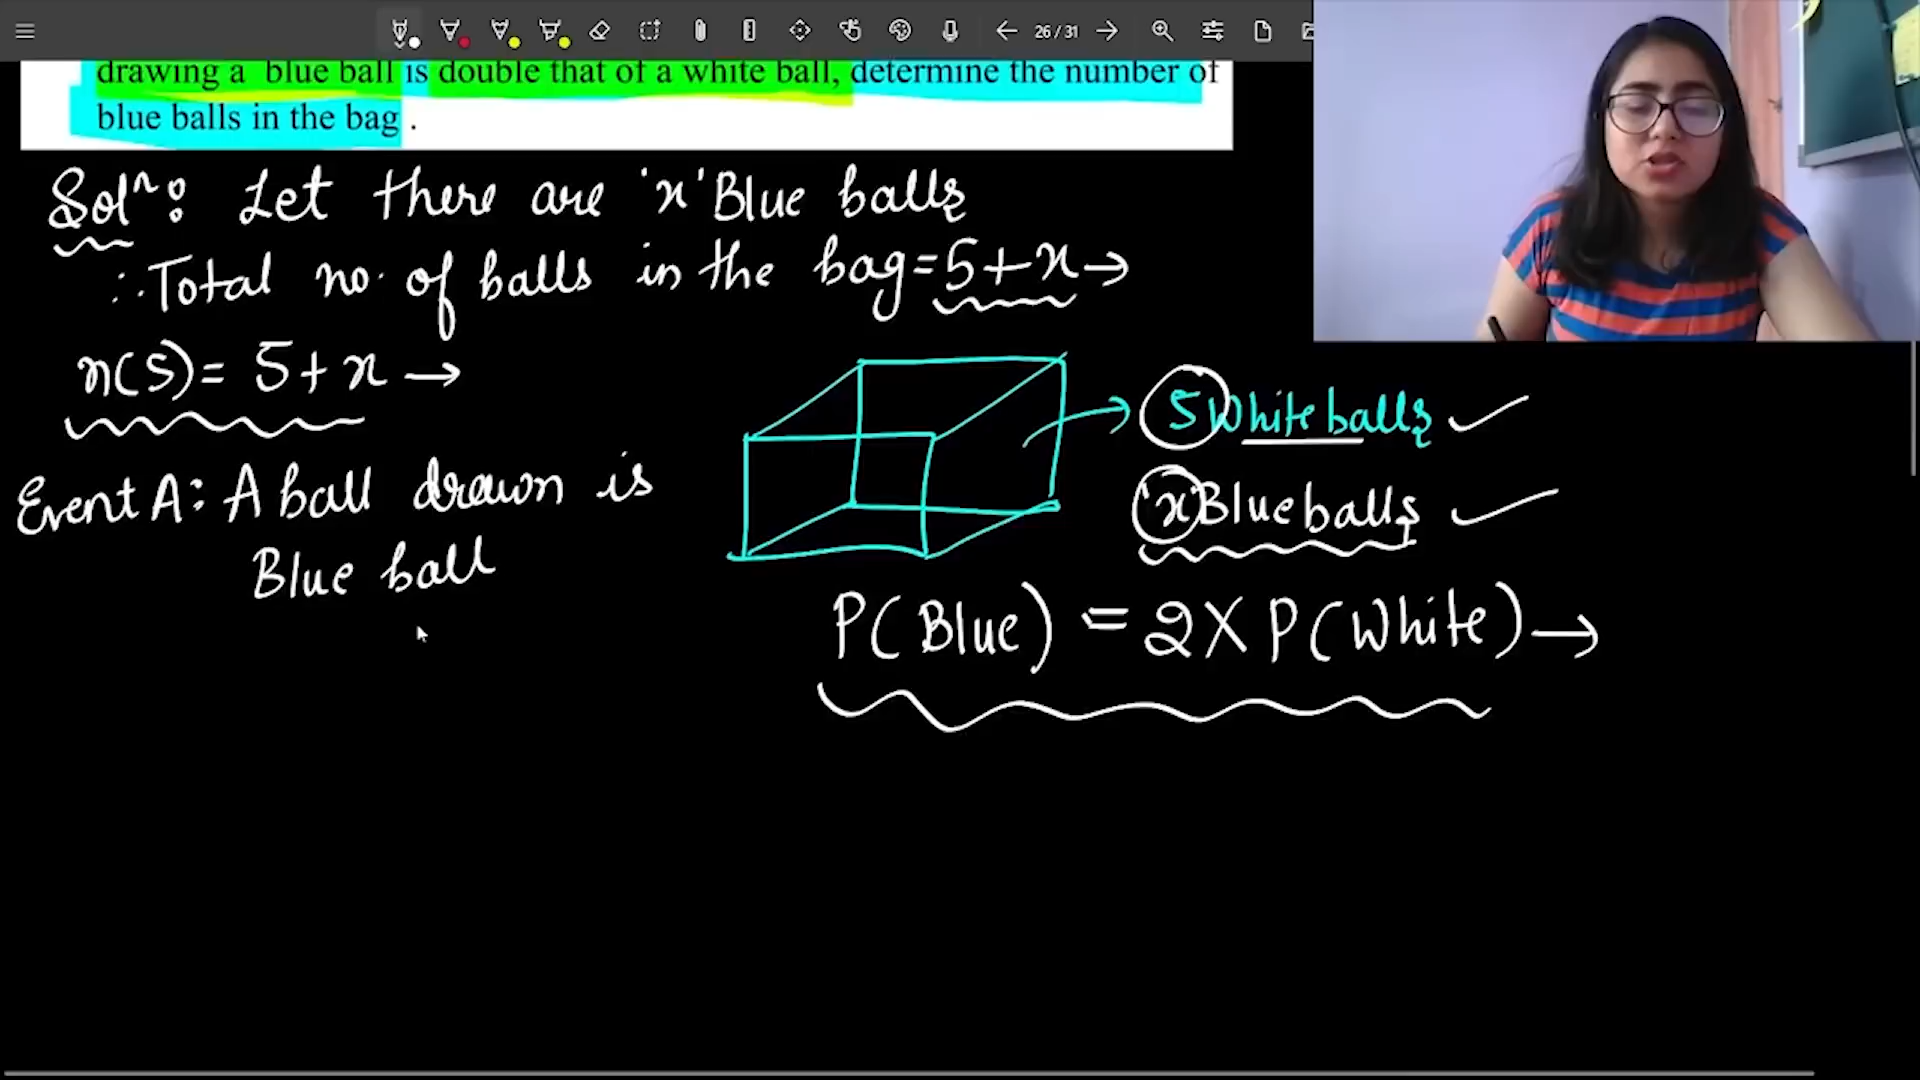 26 / 31
drawing a blue ball is double that of a white ball, determine the number of
blue balls in the bag .
Solⁿ: Let there are 'x' Blue balls
∴ Total no. of balls in the bag = 5+x →
n(S) = 5+x →
5 White balls ✓
'x' Blue balls ✓
Event A: A ball drawn is
Blue ball
P(Blue) = 2 X P(White) →